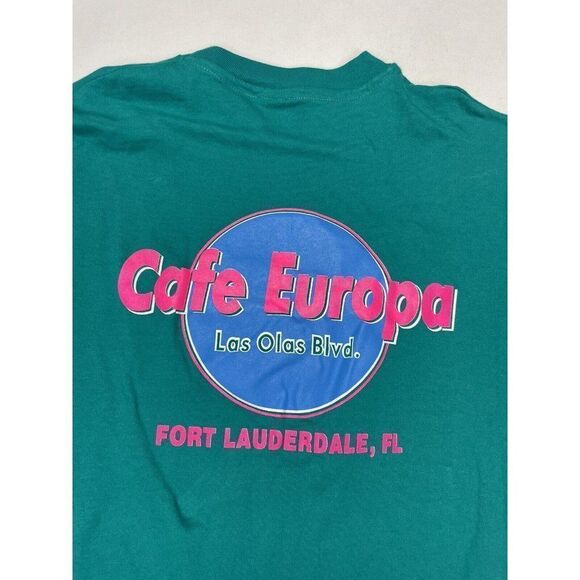 Cafe Europa
Las Olas Blvd.
FORT LAUDERDALE, FL